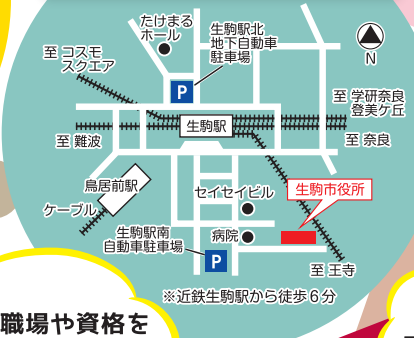 たけまる
ホール
生駒駅北
地下自動車
駐車場
至 コスモ
スクエア
P
N
至 学研奈良
登美ケ丘
生駒駅
至 難波
至 奈良
鳥居前駅
セイセイビル
生駒市役所
ケーブル
病院
生駒駅南
自動車駐車場
P
至 王寺
※近鉄生駒駅から徒歩6分
職場や資格を